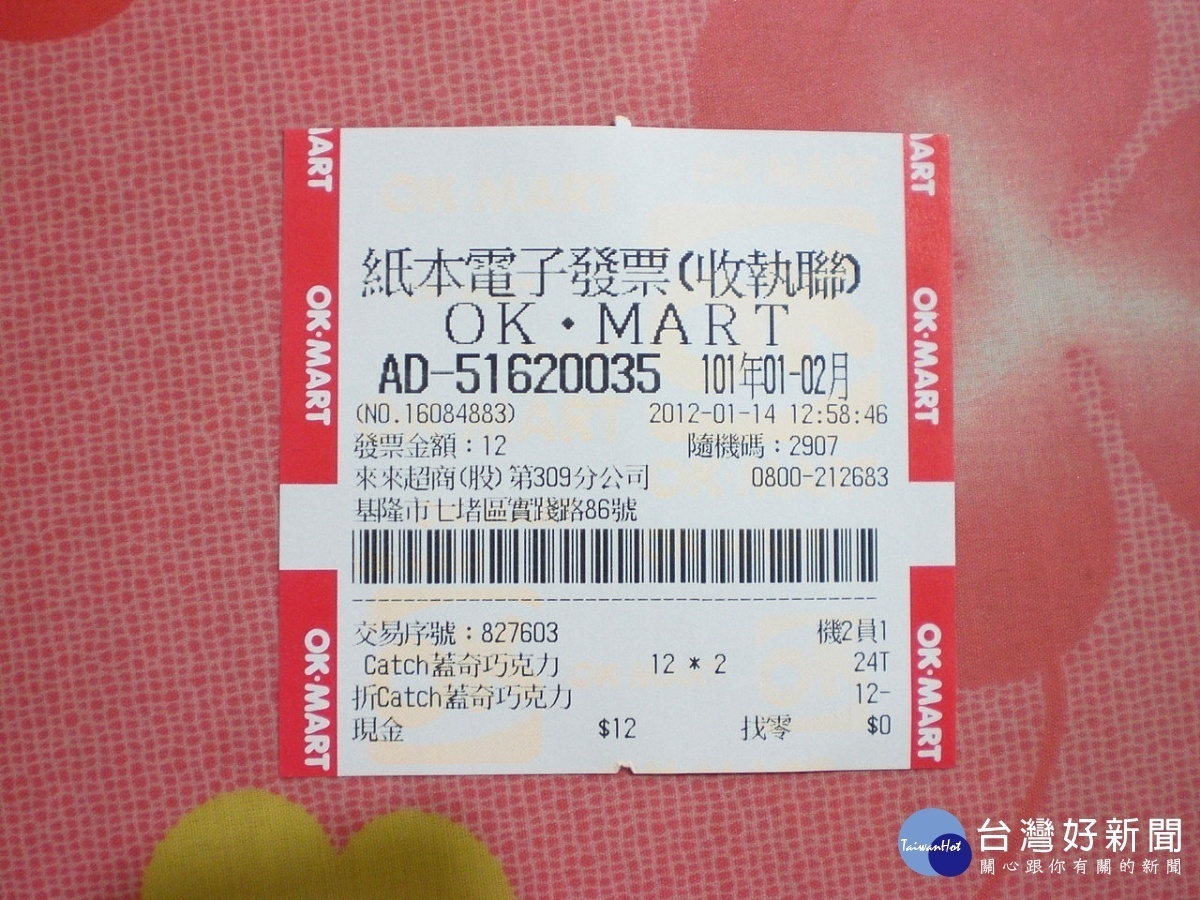 MART
MART
紙本電子發票(收執聯)
OK·MART
AD-51620035 101年01-02月
(NO.16084883) 2012-01-14 12:58:46
發票金額:12 隨機碼:2907
來來超商(股)第309分公司 0800-212683
基隆市七堵區實踐路86號
OK·MART
OK·MART
交易序號:827603 機2員1
Catch蓋奇巧克力 12 * 2 24T
折Catch蓋奇巧克力 12-
現金 $12 找零 $0
OK·MART
OK·MART
TaiwanHot
台灣好新聞
關心跟你有關的新聞